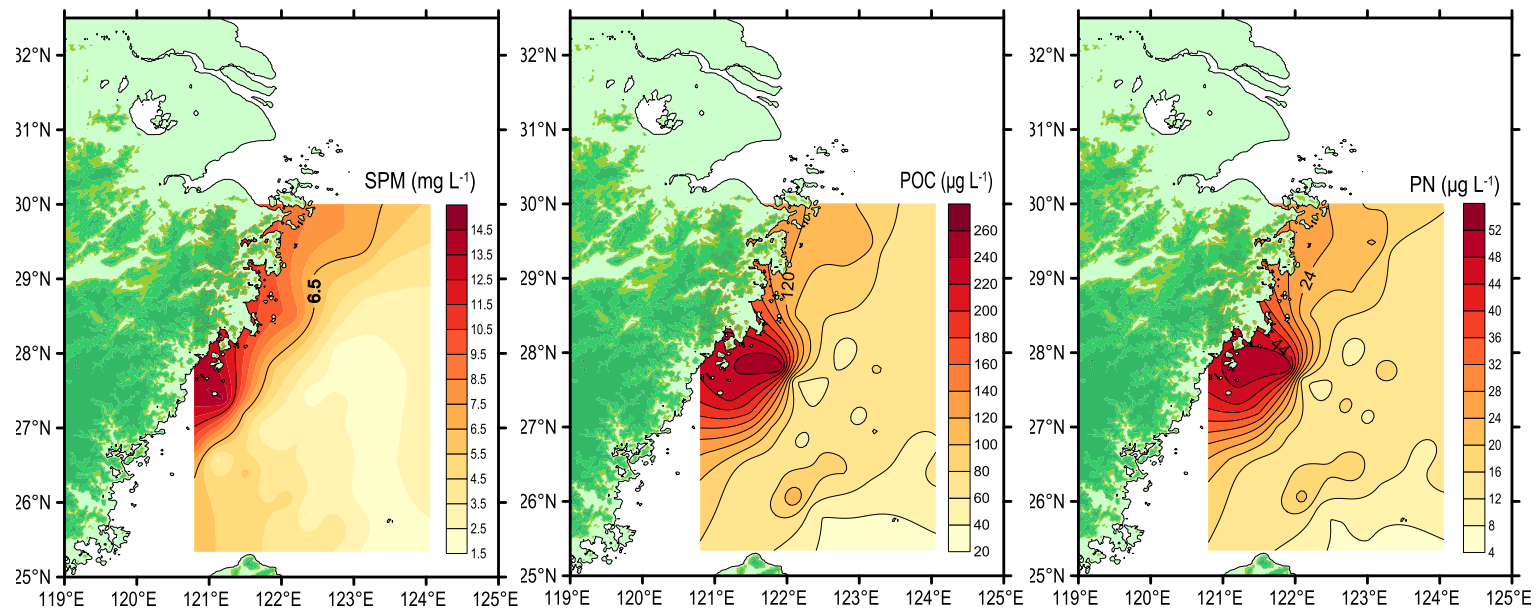 SPM (mg L-1)
32°N
31°N
30°N
29°N
28°N
27°N
26°N
25°N
119°E 120°E 121°E 122°E 123°E 124°E 125°E
6.5
14.5
13.5
12.5
11.5
10.5
9.5
8.5
7.5
6.5
5.5
4.5
3.5
2.5
1.5
POC (µg L-1)
32°N
31°N
30°N
29°N
28°N
27°N
26°N
25°N
119°E 120°E 121°E 122°E 123°E 124°E 125°E
120
260
240
220
200
180
160
140
120
100
80
60
40
20
PN (µg L-1)
32°N
31°N
30°N
29°N
28°N
27°N
26°N
25°N
119°E 120°E 121°E 122°E 123°E 124°E 125°E
24
44
52
48
44
40
36
32
28
24
20
16
12
8
4